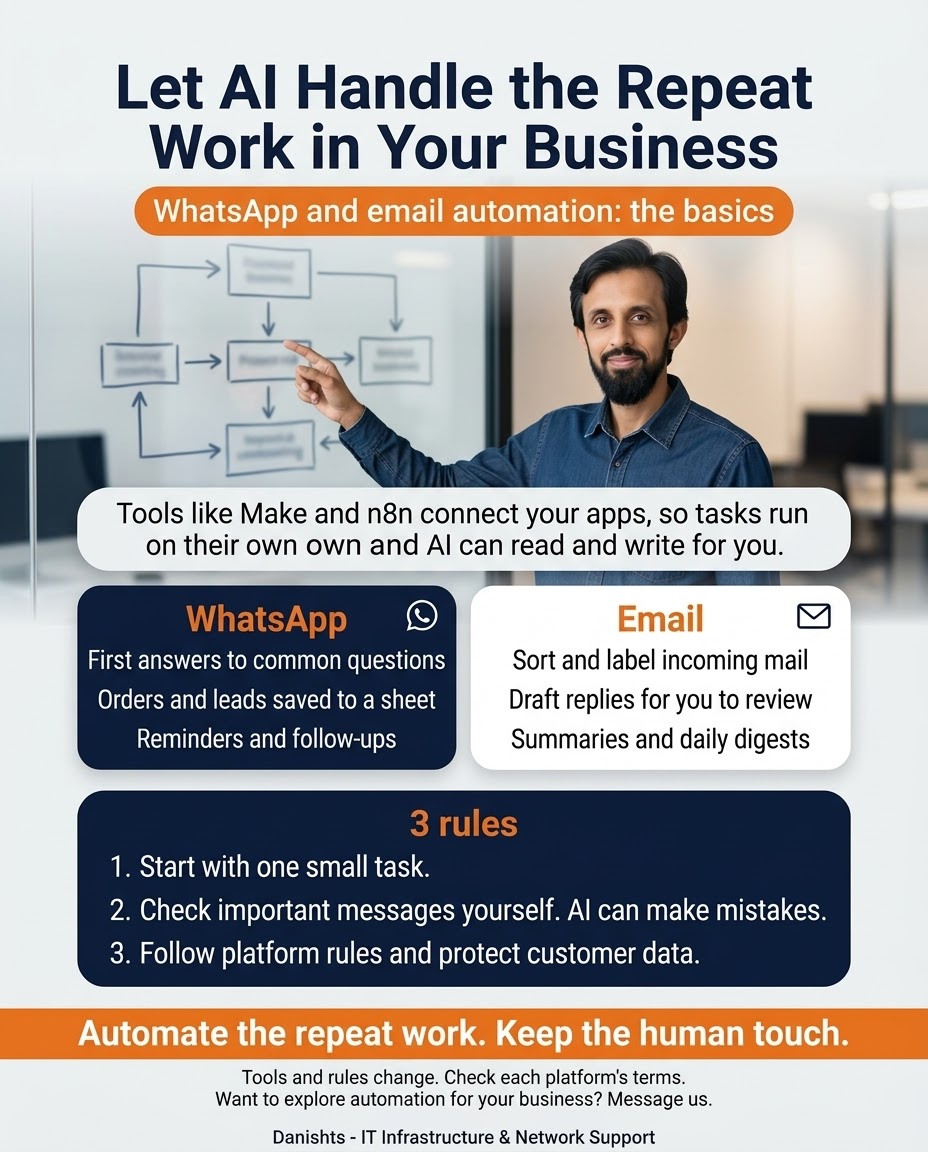 Let AI Handle the Repeat
Work in Your Business
WhatsApp and email automation: the basics
Tools like Make and n8n connect your apps, so tasks run
on their own own and AI can read and write for you.
WhatsApp
First answers to common questions
Orders and leads saved to a sheet
Reminders and follow-ups
Email
Sort and label incoming mail
Draft replies for you to review
Summaries and daily digests
3 rules
1. Start with one small task.
2. Check important messages yourself. AI can make mistakes.
3. Follow platform rules and protect customer data.
Automate the repeat work. Keep the human touch.
Tools and rules change. Check each platform's terms.
Want to explore automation for your business? Message us.
Danishts - IT Infrastructure & Network Support